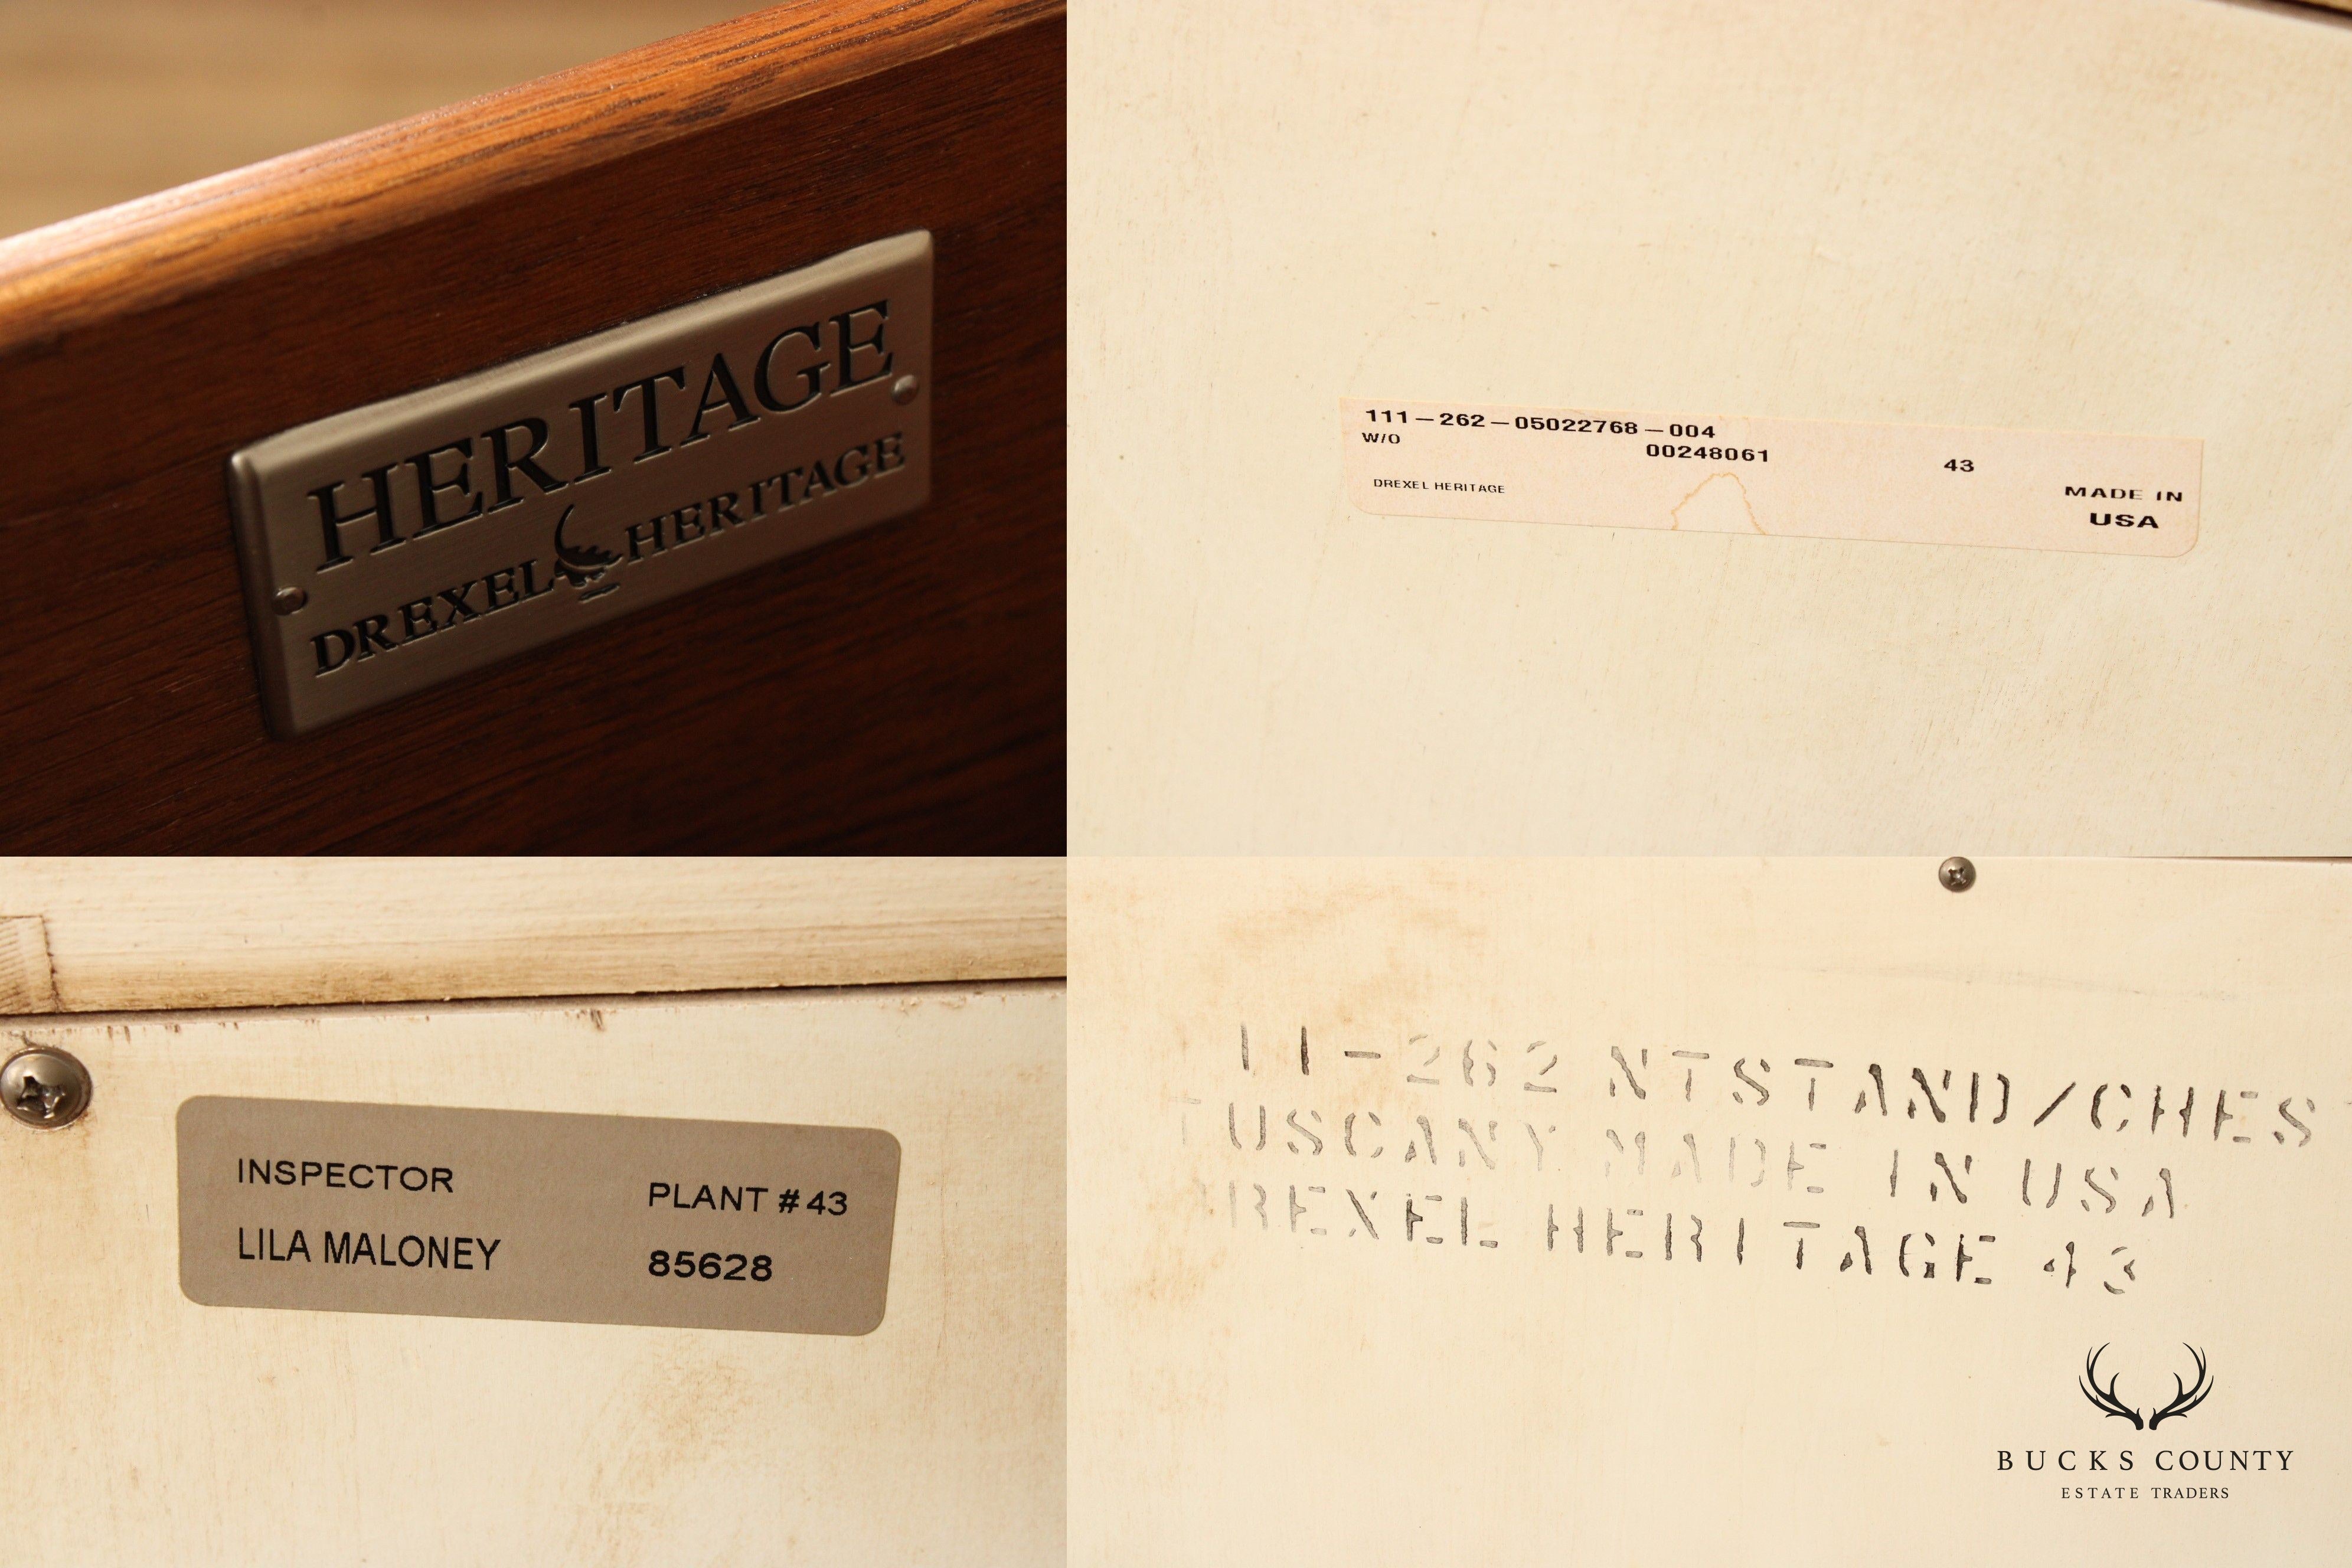 HERITAGE
DREXEL HERITAGE
111-262-05022768-004
W/O 00248061 43
DREXEL HERITAGE
MADE IN
USA
INSPECTOR PLANT #43
LILA MALONEY 85628
11-262 NTSTAND/CHES
TUSCANY MADE IN USA
REXEL HERITAGE 43
BUCKS COUNTY
ESTATE TRADERS